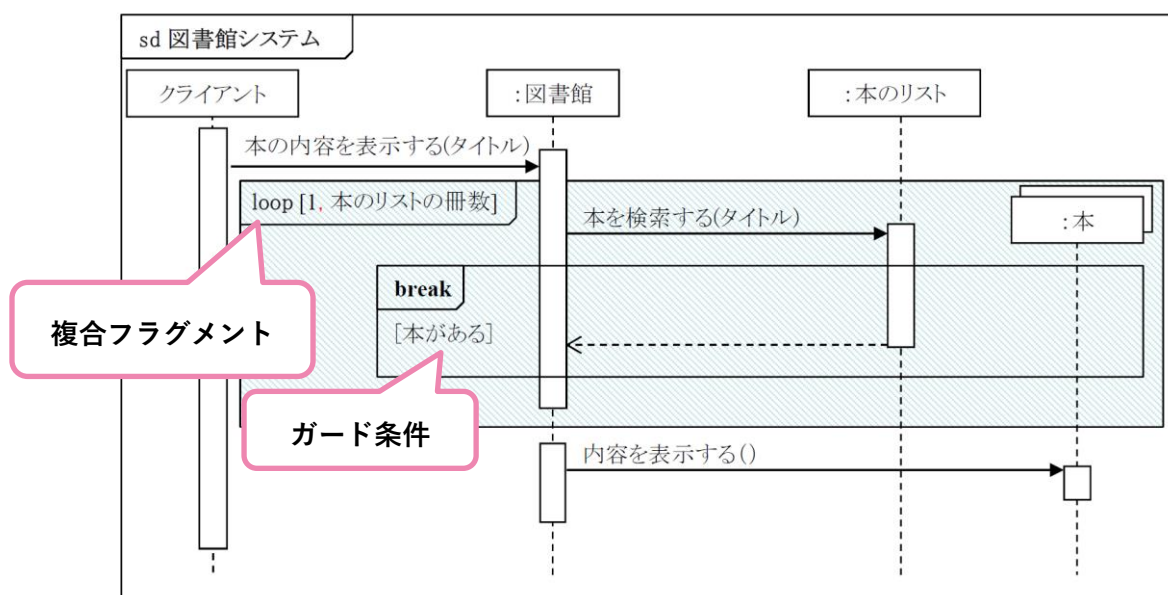 sd 図書館システム
クライアント
:図書館
:本のリスト
本の内容を表示する(タイトル)
loop [1, 本のリストの冊数]
本を検索する(タイトル)
:本
break
[本がある]
複合フラグメント
ガード条件
内容を表示する()